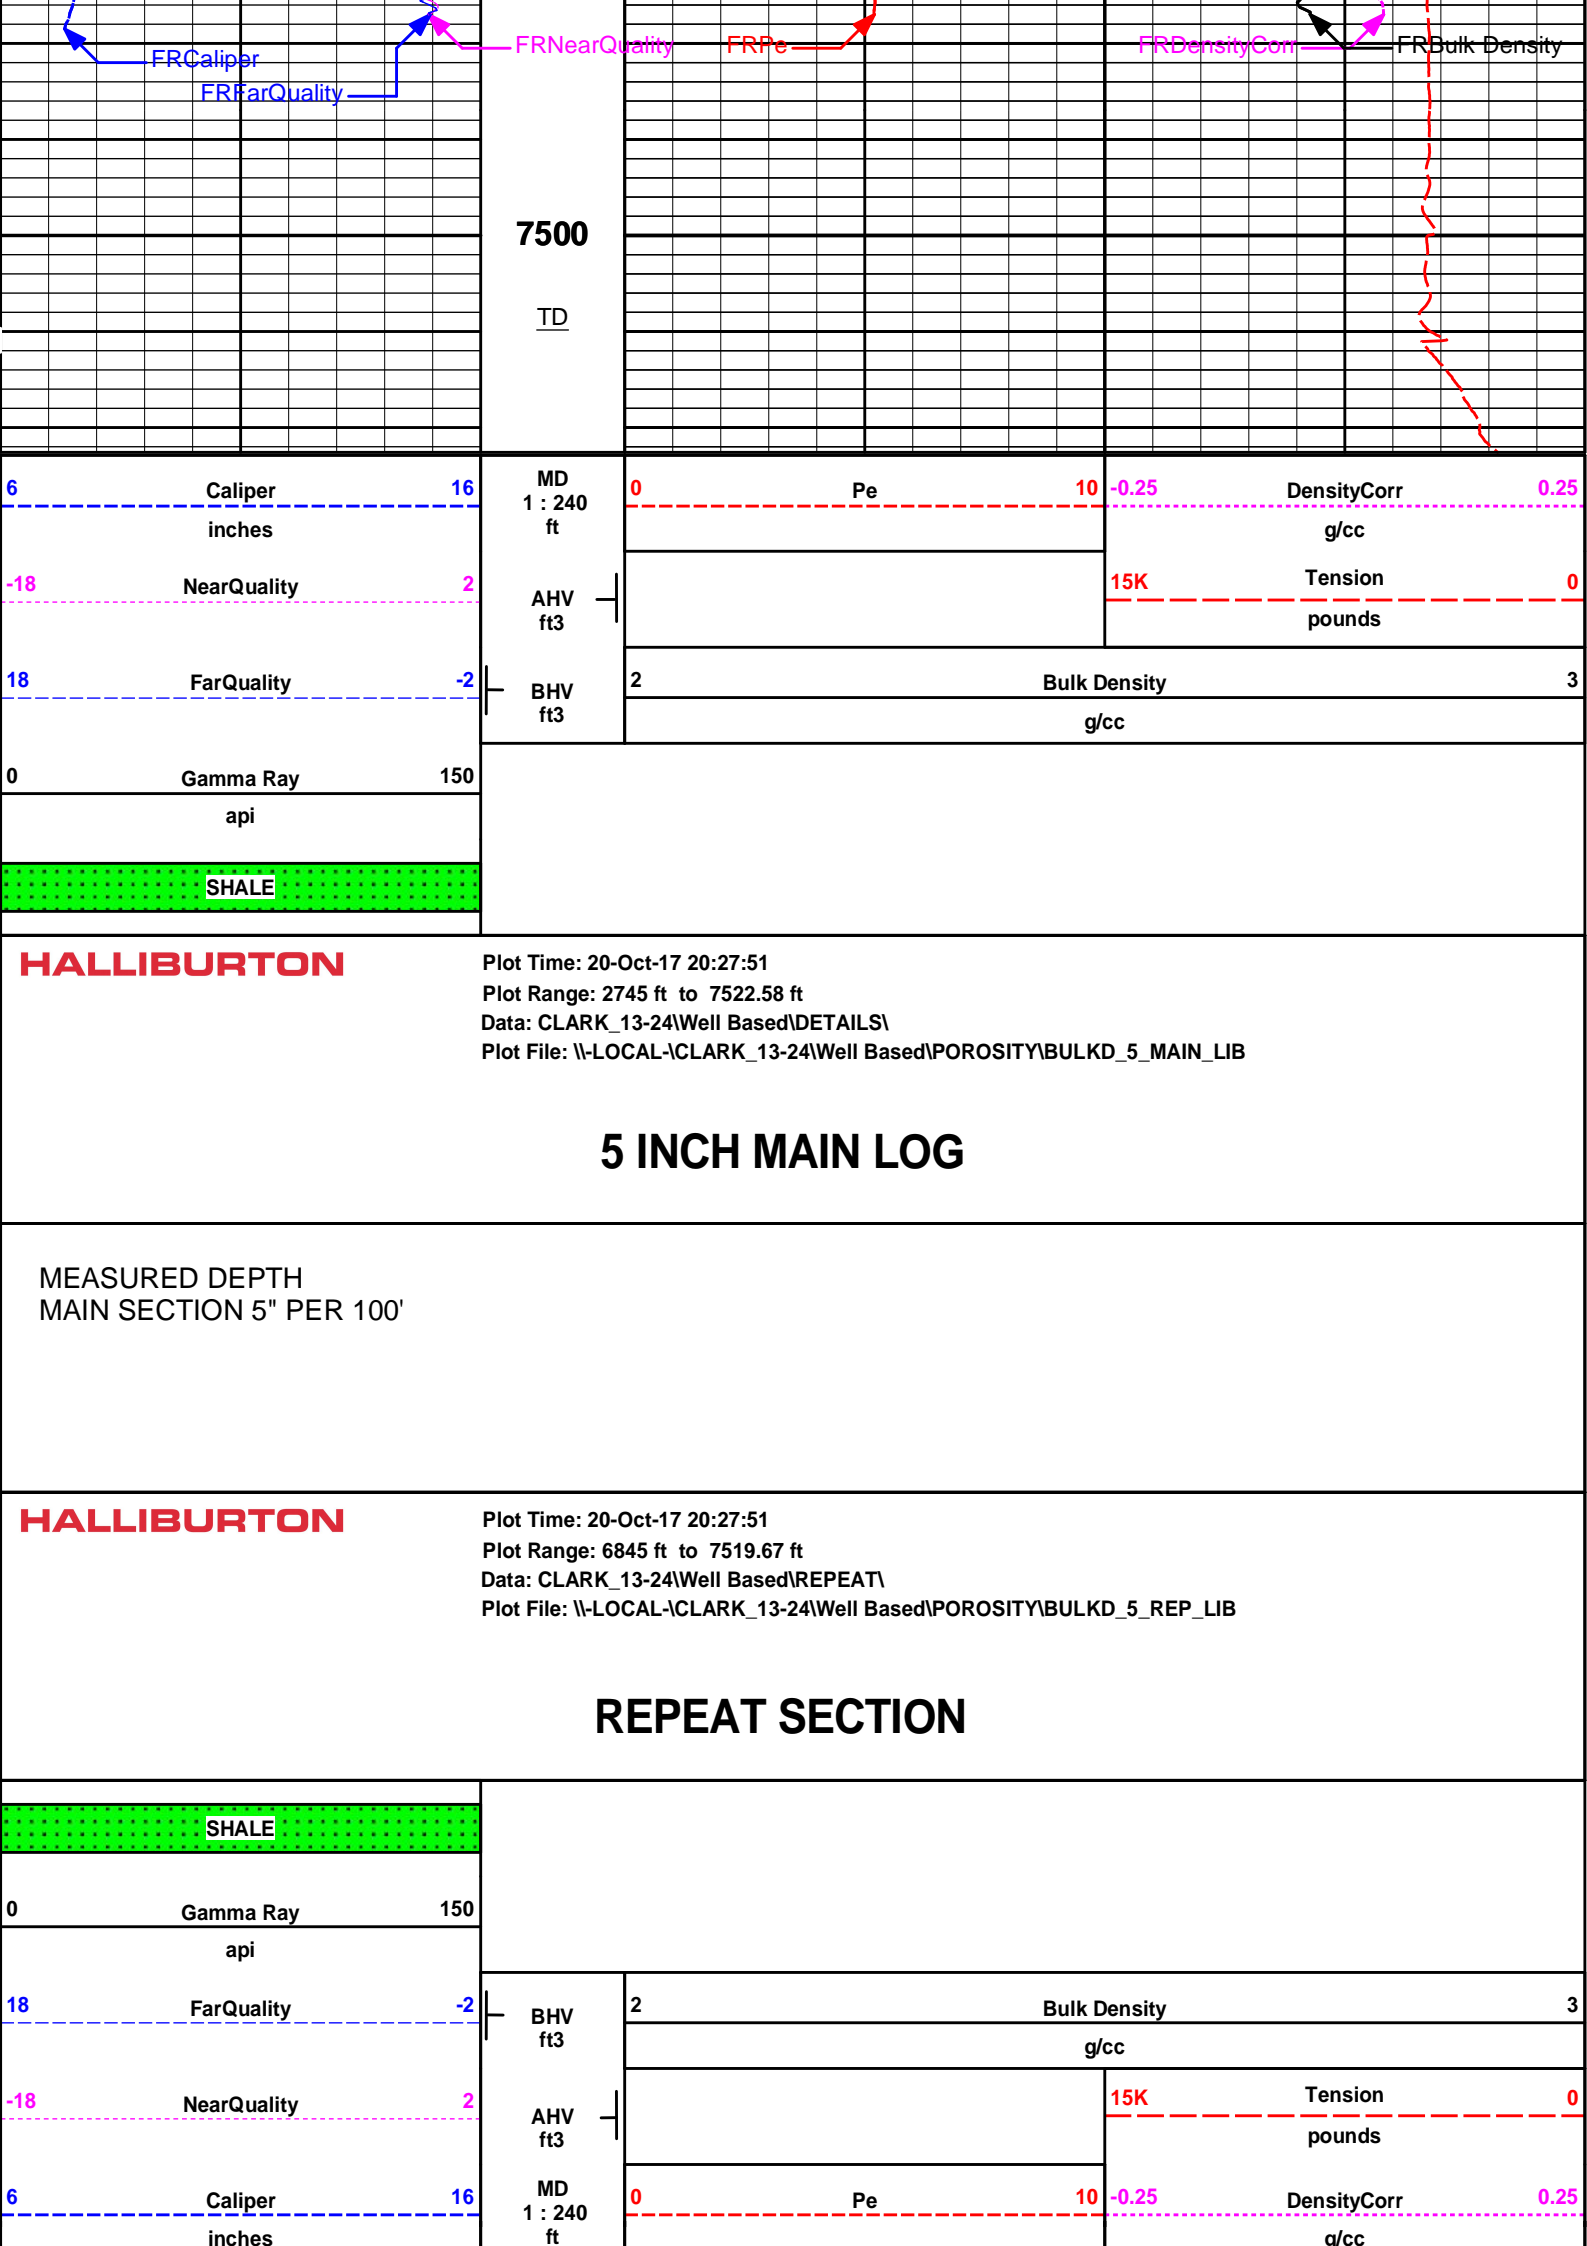 FRCaliper
FRFarQuality
FRNearQuality
FRPe
FRDensityCorr
FRBulk Density
7500
TD
6 Caliper 16
inches
-18 NearQuality 2
18 FarQuality -2
0 Gamma Ray 150
api
SHALE
MD
1 : 240
ft
AHV
ft3
BHV
ft3
0 Pe 10
-0.25 DensityCorr 0.25
g/cc
15K Tension 0
pounds
2 Bulk Density 3
g/cc
HALLIBURTON
Plot Time: 20-Oct-17 20:27:51
Plot Range: 2745 ft to 7522.58 ft
Data: CLARK_13-24\Well Based\DETAILS\
Plot File: \\-LOCAL-\CLARK_13-24\Well Based\POROSITY\BULKD_5_MAIN_LIB
5 INCH MAIN LOG
MEASURED DEPTH
MAIN SECTION 5" PER 100'
HALLIBURTON
Plot Time: 20-Oct-17 20:27:51
Plot Range: 6845 ft to 7519.67 ft
Data: CLARK_13-24\Well Based\REPEAT\
Plot File: \\-LOCAL-\CLARK_13-24\Well Based\POROSITY\BULKD_5_REP_LIB
REPEAT SECTION
SHALE
0 Gamma Ray 150
api
18 FarQuality -2
-18 NearQuality 2
6 Caliper 16
inches
BHV
ft3
AHV
ft3
MD
1 : 240
ft
2 Bulk Density 3
g/cc
15K Tension 0
pounds
0 Pe 10
-0.25 DensityCorr 0.25
g/cc